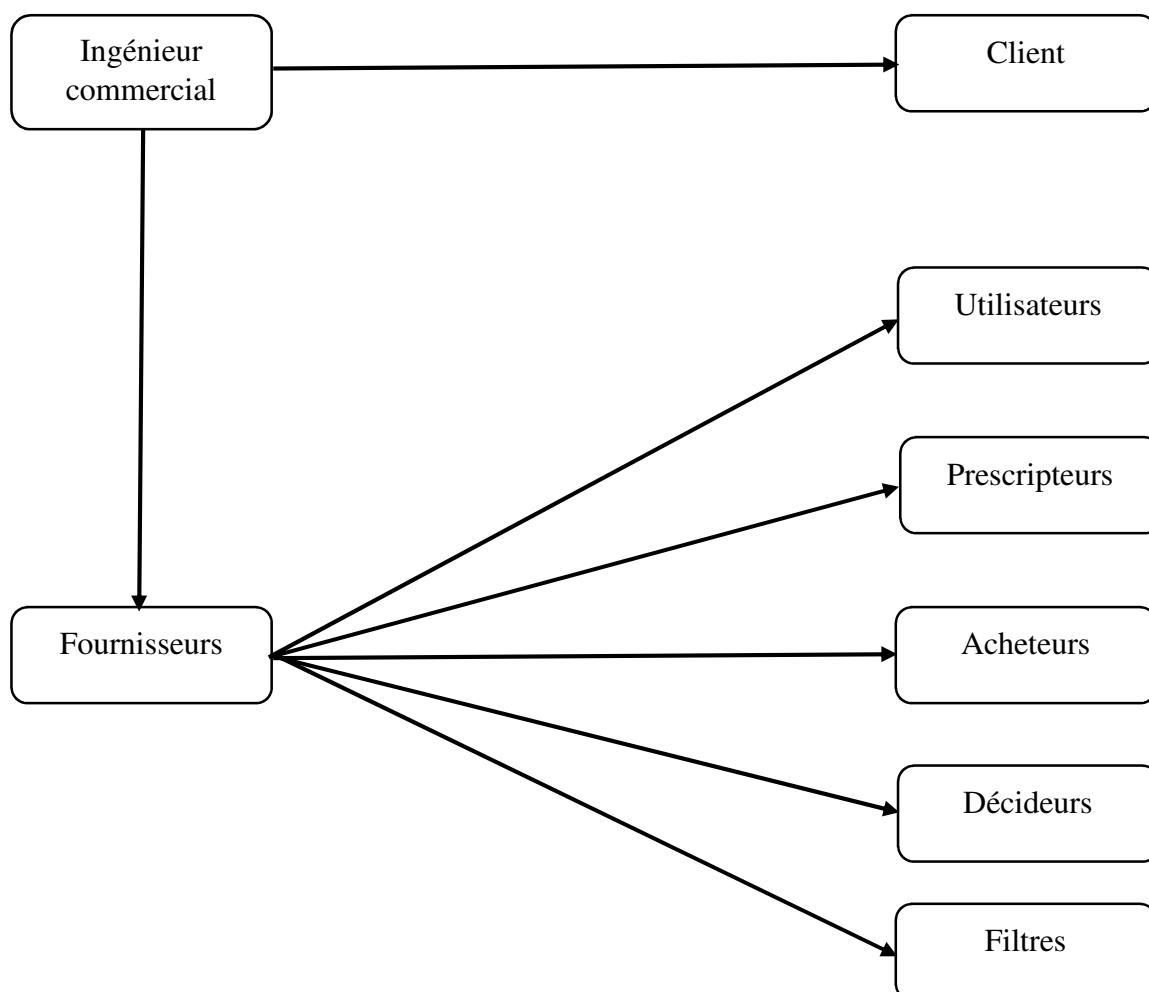 Ingénieur
commercial
Client
Utilisateurs
Prescripteurs
Fournisseurs
Acheteurs
Décideurs
Filtres